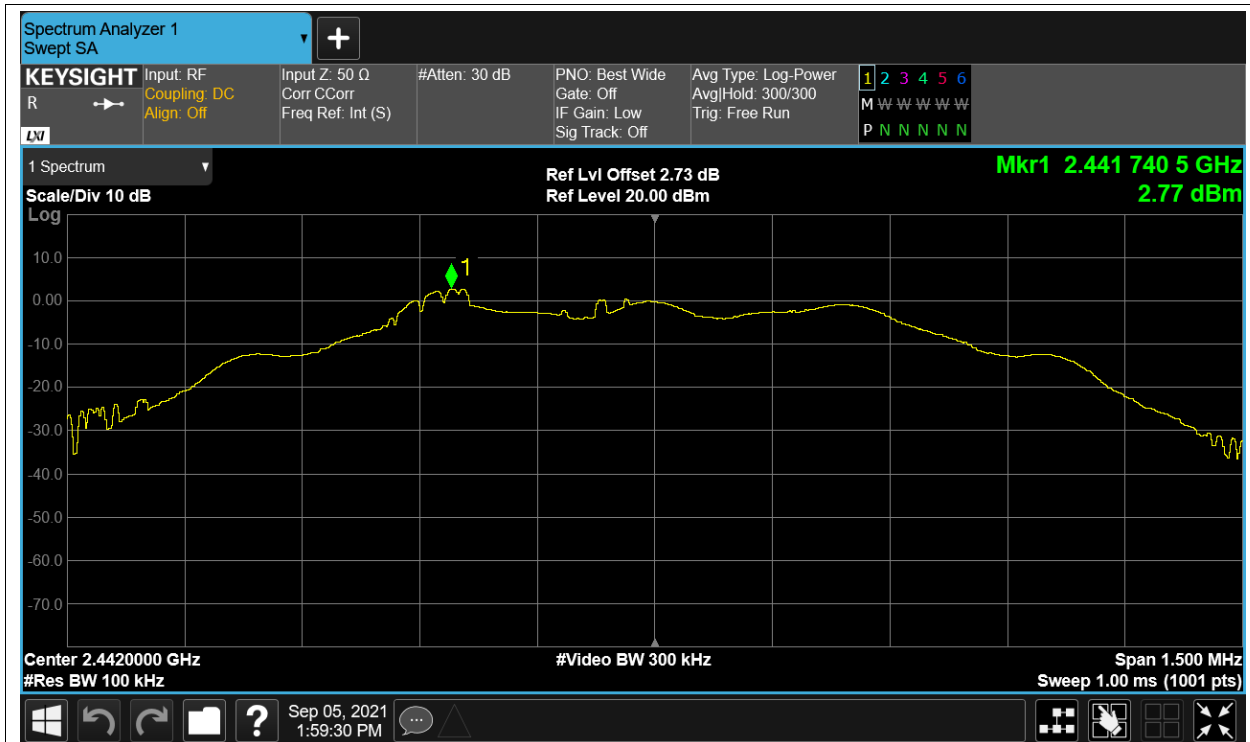 Spectrum Analyzer 1
Swept SA
KEYSIGHT
R
LXI
Input: RF
Coupling: DC
Align: Off
Input Z: 50 Ω
Corr CCorr
Freq Ref: Int (S)
#Atten: 30 dB
PNO: Best Wide
Gate: Off
IF Gain: Low
Sig Track: Off
Avg Type: Log-Power
Avg|Hold: 300/300
Trig: Free Run
1 2 3 4 5 6
M W W W W W
P N N N N N
1 Spectrum
Scale/Div 10 dB
Log
Ref Lvl Offset 2.73 dB
Ref Level 20.00 dBm
Mkr1 2.441 740 5 GHz
2.77 dBm
1
10.0
0.00
-10.0
-20.0
-30.0
-40.0
-50.0
-60.0
-70.0
Center 2.4420000 GHz
#Res BW 100 kHz
#Video BW 300 kHz
Span 1.500 MHz
Sweep 1.00 ms (1001 pts)
?
Sep 05, 2021
1:59:30 PM